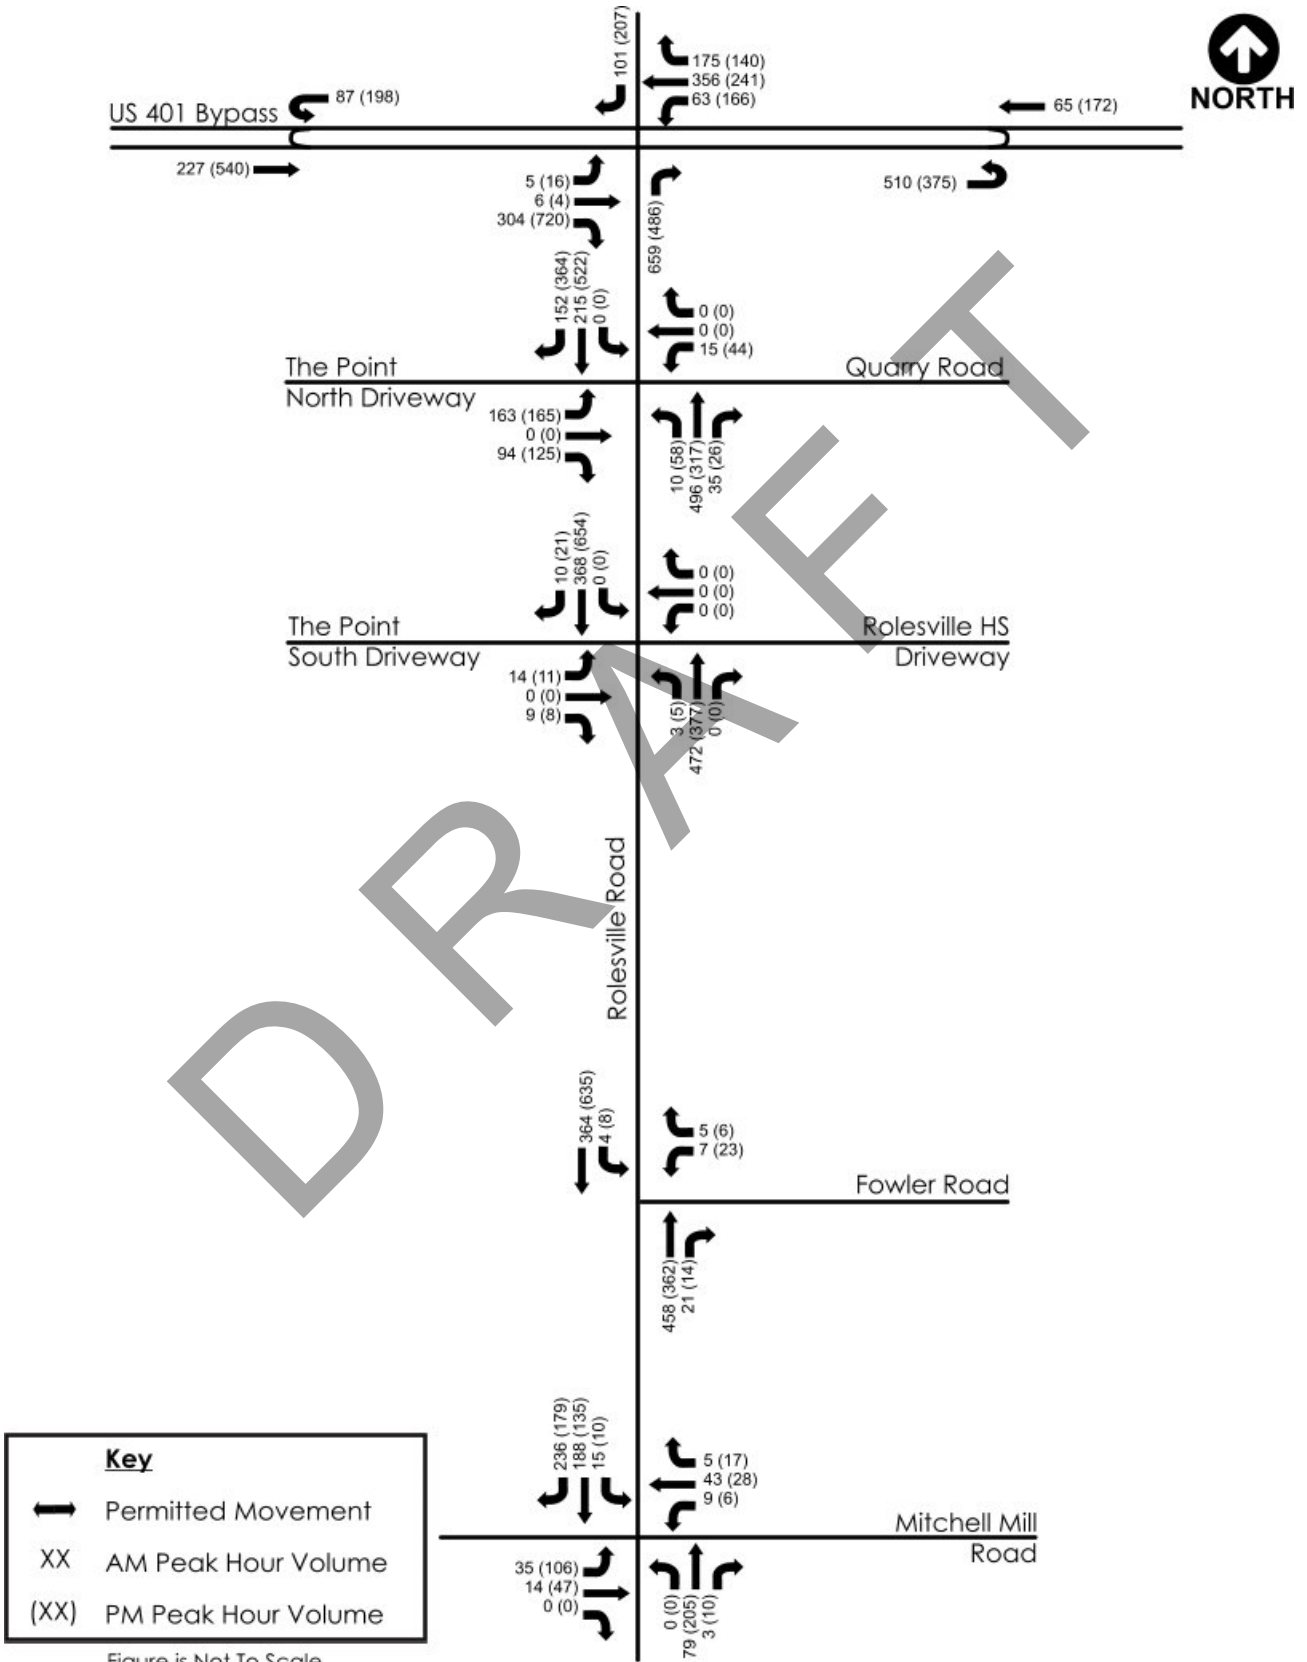 101 (207)
175 (140)
356 (241)
63 (166)
NORTH
87 (198)
US 401 Bypass
65 (172)
227 (540)
5 (16)
6 (4)
304 (720)
659 (486)
510 (375)
152 (364)
215 (522)
0 (0)
0 (0)
0 (0)
15 (44)
The Point
North Driveway
Quarry Road
163 (165)
0 (0)
94 (125)
10 (58)
496 (317)
35 (26)
10 (21)
368 (654)
0 (0)
0 (0)
0 (0)
0 (0)
The Point
South Driveway
Rolesville HS
Driveway
14 (11)
0 (0)
9 (8)
3 (5)
472 (377)
0 (0)
Rolesville Road
DRAFT
364 (635)
4 (8)
5 (6)
7 (23)
Fowler Road
458 (362)
21 (14)
236 (179)
188 (135)
15 (10)
5 (17)
43 (28)
9 (6)
Mitchell Mill
Road
35 (106)
14 (47)
0 (0)
0 (0)
79 (205)
3 (10)
Key
Permitted Movement
XX AM Peak Hour Volume
(XX) PM Peak Hour Volume
Figure is Not To Scale